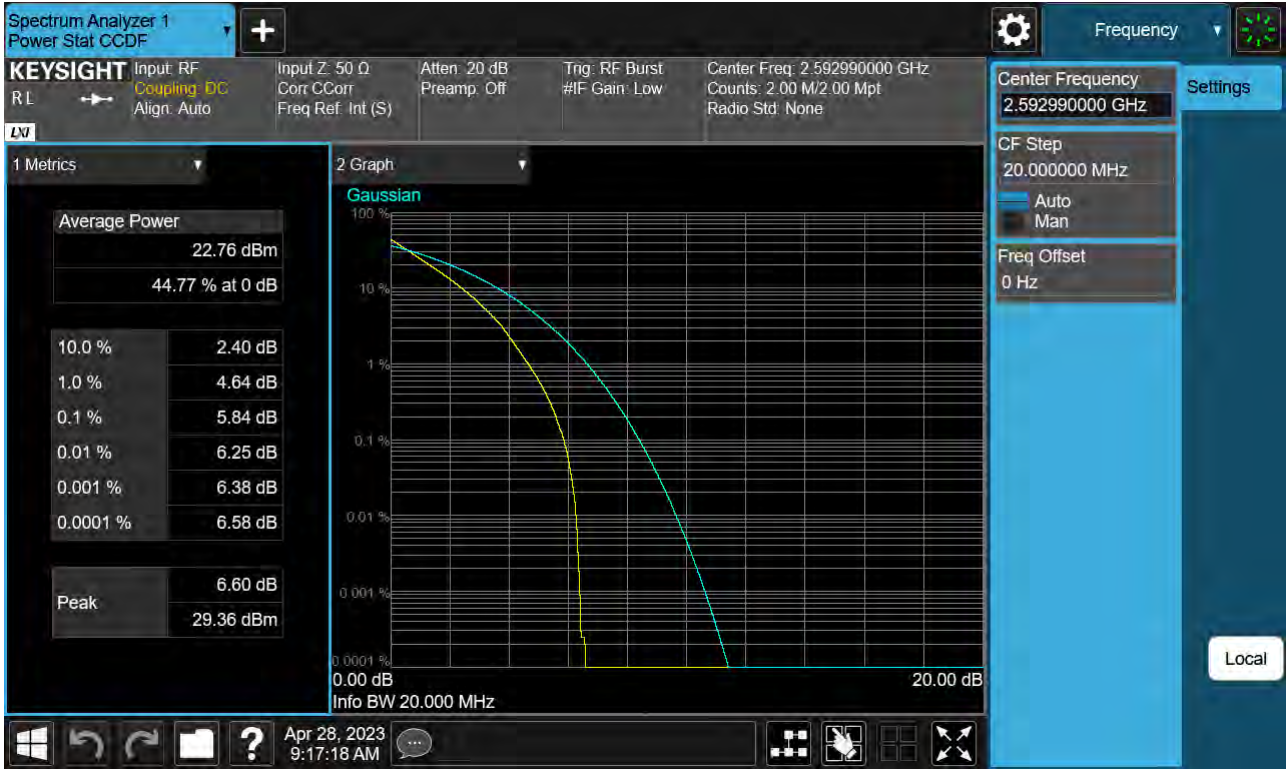 Spectrum Analyzer 1
Power Stat CCDF
Frequency
KEYSIGHT
RL
LXI
Input: RF
Coupling: DC
Align: Auto
Input Z: 50 Ω
Corr CCorr
Freq Ref: Int (S)
Atten: 20 dB
Preamp: Off
Trig: RF Burst
#IF Gain: Low
Center Freq: 2.592990000 GHz
Counts: 2.00 M/2.00 Mpt
Radio Std: None
Center Frequency
2.592990000 GHz
Settings
CF Step
20.000000 MHz
Auto
Man
Freq Offset
0 Hz
1 Metrics
Average Power
22.76 dBm
44.77 % at 0 dB
10.0 % 2.40 dB
1.0 % 4.64 dB
0.1 % 5.84 dB
0.01 % 6.25 dB
0.001 % 6.38 dB
0.0001 % 6.58 dB
Peak 6.60 dB
29.36 dBm
2 Graph
Gaussian
100 %
10 %
1 %
0.1 %
0.01 %
0.001 %
0.0001 %
0.00 dB 20.00 dB
Info BW 20.000 MHz
Local
Apr 28, 2023
9:17:18 AM